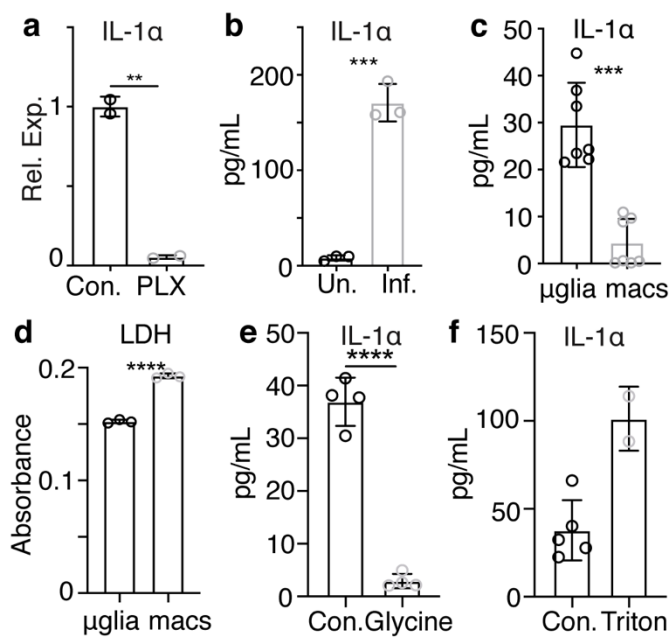 a
IL-1α
**
Rel. Exp.
1
0
Con. PLX
b
IL-1α
***
pg/mL
200
100
0
Un. Inf.
c
IL-1α
***
pg/mL
50
40
30
20
10
0
µglia macs
d
LDH
****
Absorbance
0.2
0.1
0
µglia macs
e
IL-1α
****
pg/mL
50
40
30
20
10
0
Con. Glycine
f
IL-1α
pg/mL
150
100
50
0
Con. Triton